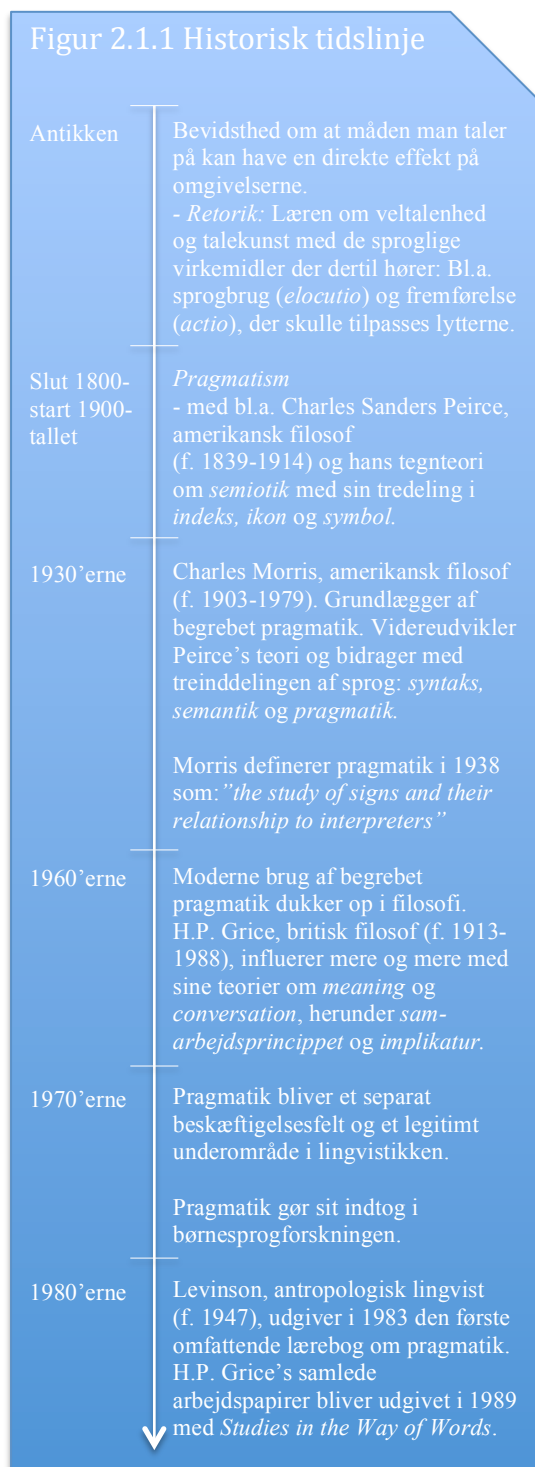 Figur 2.1.1 Historisk tidslinje
Antikken
Bevidsthed om at måden man taler
på kan have en direkte effekt på
omgivelserne.
- Retorik: Læren om veltalenhed
og talekunst med de sproglige
virkemidler der dertil hører: Bl.a.
sprogbrug (elocutio) og fremførelse
(actio), der skulle tilpasses lytterne.
Slut 1800-
start 1900-
tallet
Pragmatism
- med bl.a. Charles Sanders Peirce,
amerikansk filosof
(f. 1839-1914) og hans tegnteori
om semiotik med sin tredeling i
indeks, ikon og symbol.
1930’erne
Charles Morris, amerikansk filosof
(f. 1903-1979). Grundlægger af
begrebet pragmatik. Videreudvikler
Peirce’s teori og bidrager med
treinddelingen af sprog: syntaks,
semantik og pragmatik.
Morris definerer pragmatik i 1938
som:”the study of signs and their
relationship to interpreters”
1960’erne
Moderne brug af begrebet
pragmatik dukker op i filosofi.
H.P. Grice, britisk filosof (f. 1913-
1988), influerer mere og mere med
sine teorier om meaning og
conversation, herunder sam-
arbejdsprincippet og implikatur.
1970’erne
Pragmatik bliver et separat
beskæftigelsesfelt og et legitimt
underområde i lingvistikken.
Pragmatik gør sit indtog i
børnesprogforskningen.
1980’erne
Levinson, antropologisk lingvist
(f. 1947), udgiver i 1983 den første
omfattende lærebog om pragmatik.
H.P. Grice’s samlede
arbejdspapirer bliver udgivet i 1989
med Studies in the Way of Words.